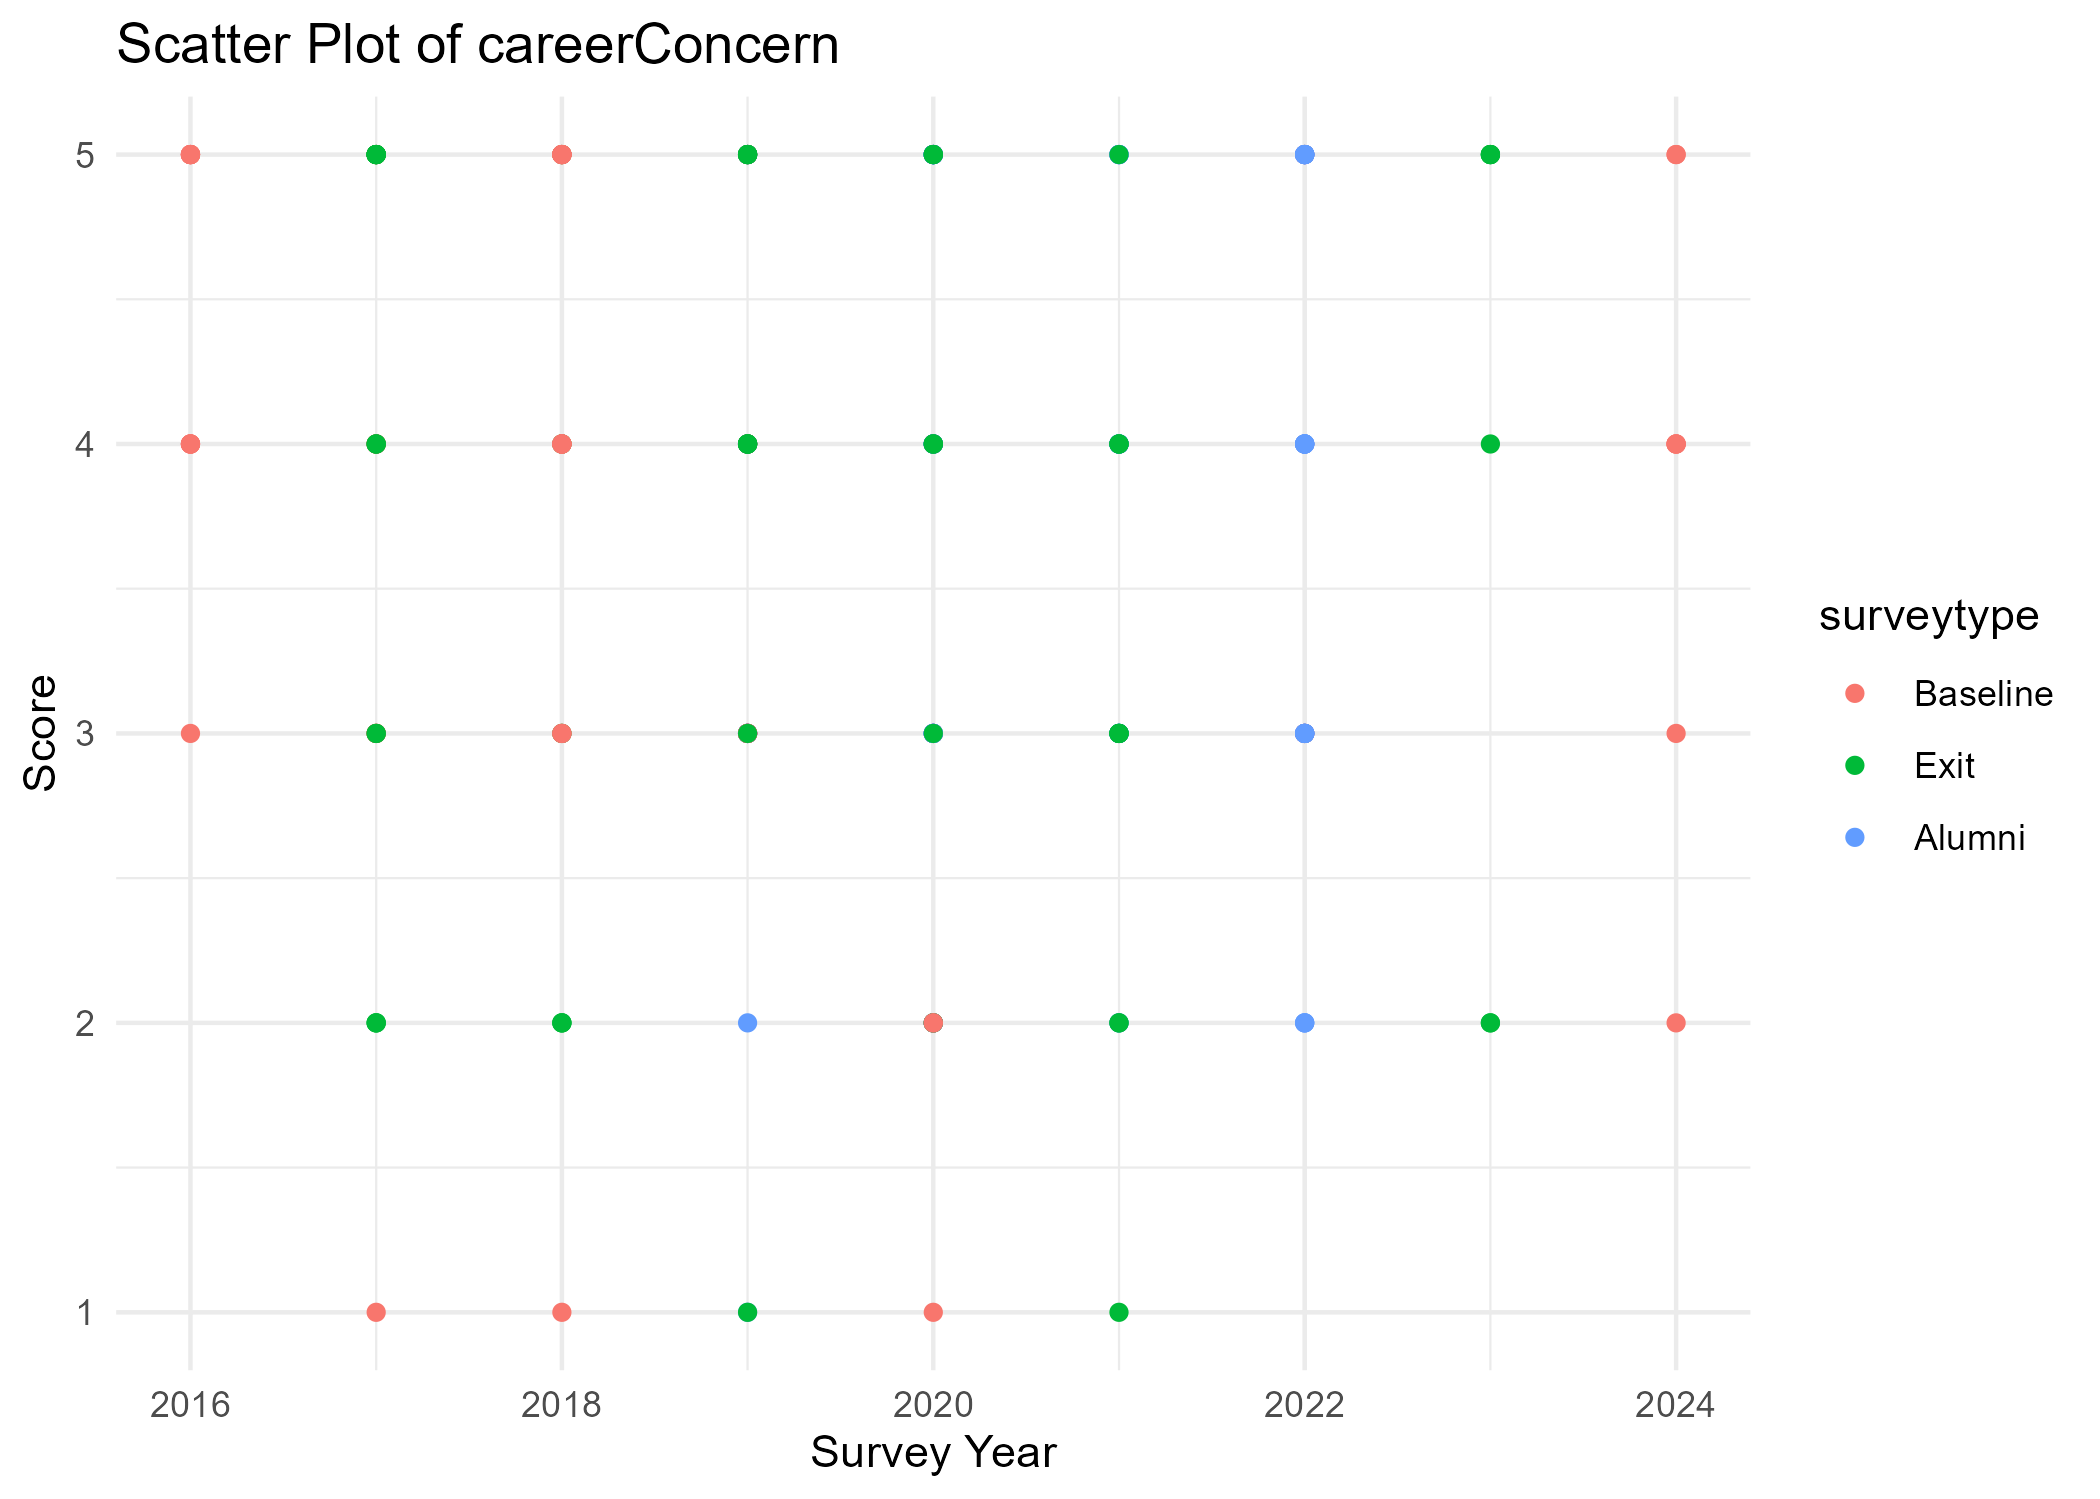 Scatter Plot of careerConcern
5
4
3
2
1
Score
2016 2018 2020 2022 2024
Survey Year
surveytype
Baseline
Exit
Alumni